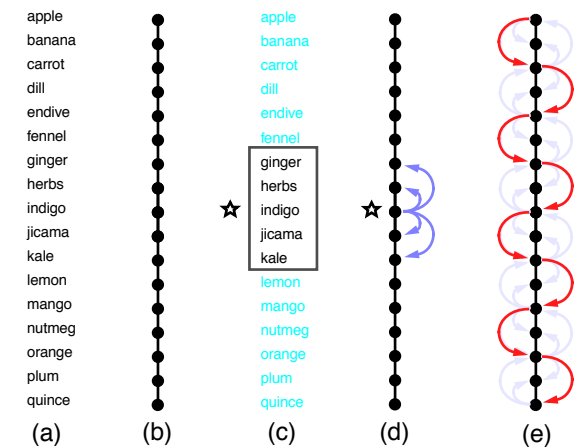 apple
banana
carrot
dill
endive
fennel
ginger
herbs
indigo
jicama
kale
lemon
mango
nutmeg
orange
plum
quince
apple
banana
carrot
dill
endive
fennel
ginger
herbs
indigo
jicama
kale
lemon
mango
nutmeg
orange
plum
quince
(a) (b) (c) (d) (e)